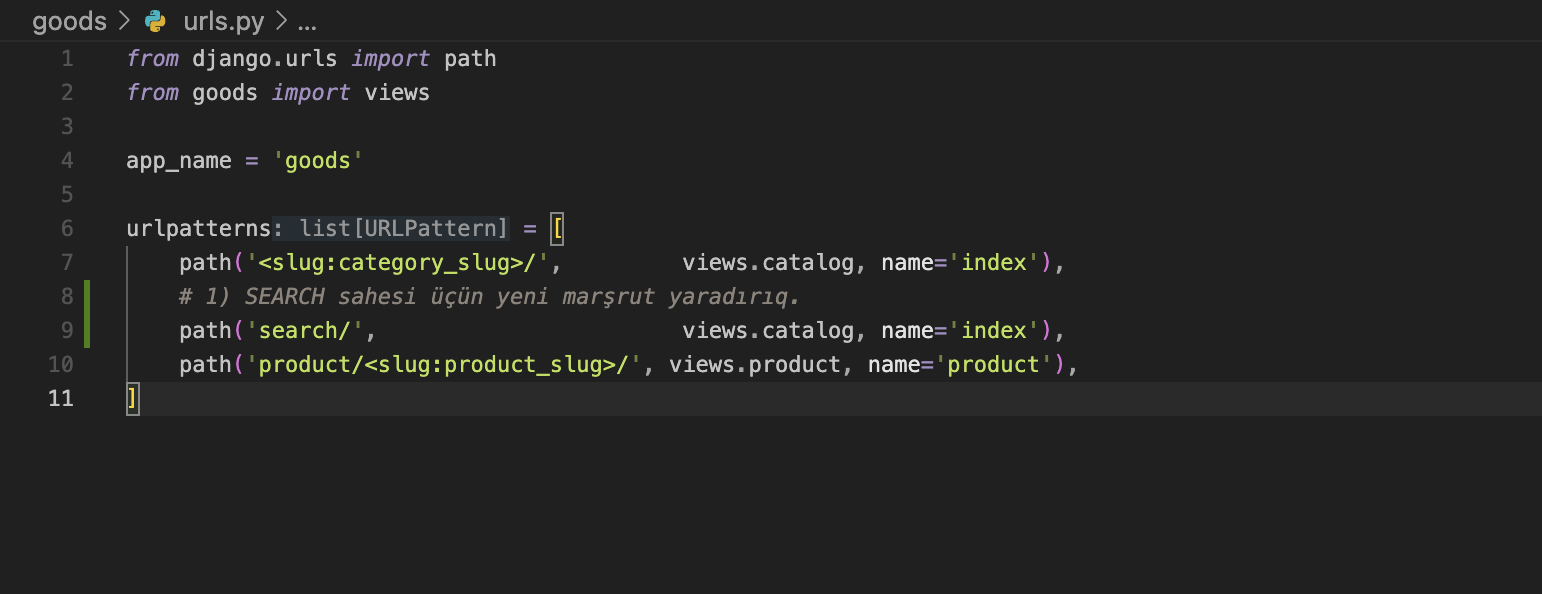 goods > urls.py > ...
1 from django.urls import path
2 from goods import views
3
4 app_name = 'goods'
5
6 urlpatterns: list[URLPattern] = [
7     path('<slug:category_slug>/',         views.catalog, name='index'),
8     # 1) SEARCH sahesi üçün yeni marşrut yaradırıq.
9     path('search/',                       views.catalog, name='index'),
10     path('product/<slug:product_slug>/', views.product, name='product'),
11 ]